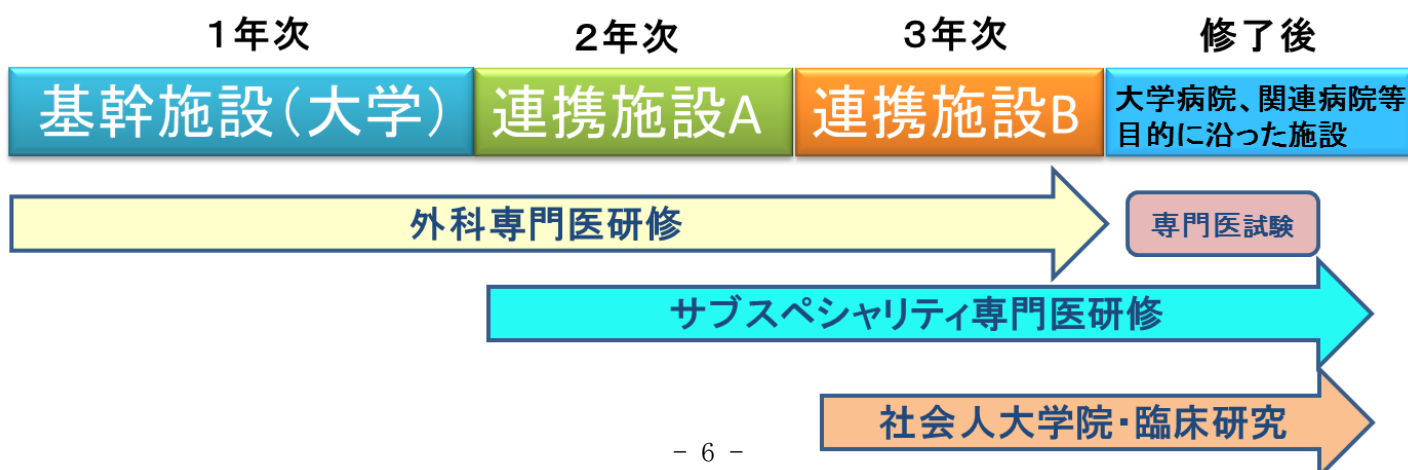 1年次
2年次
3年次
修了後
基幹施設(大学)
連携施設A
連携施設B
大学病院、関連病院等
目的に沿った施設
外科専門医研修
専門医試験
サブスペシャリティ専門医研修
社会人大学院・臨床研究
- 6 -